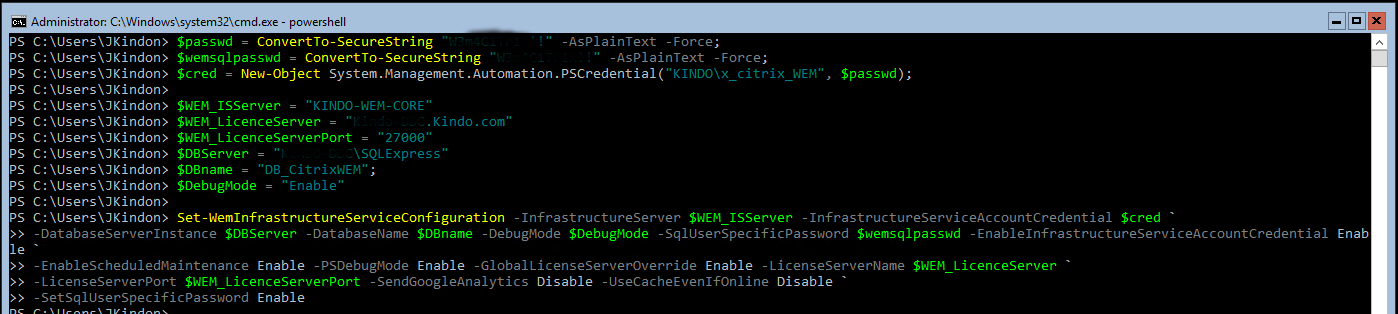 Administrator: C:\Windows\system32\cmd.exe - powershell
PS C:\Users\JKindon> $passwd = ConvertTo-SecureString "!" -AsPlainText -Force;
PS C:\Users\JKindon> $wemsqlpasswd = ConvertTo-SecureString "!" -AsPlainText -Force;
PS C:\Users\JKindon> $cred = New-Object System.Management.Automation.PSCredential("KINDO\x_citrix_WEM", $passwd);
PS C:\Users\JKindon>
PS C:\Users\JKindon> $WEM_ISServer = "KINDO-WEM-CORE"
PS C:\Users\JKindon> $WEM_LicenceServer = ".Kindo.com"
PS C:\Users\JKindon> $WEM_LicenceServerPort = "27000"
PS C:\Users\JKindon> $DBServer = "\SQLExpress"
PS C:\Users\JKindon> $DBname = "DB_CitrixWEM";
PS C:\Users\JKindon> $DebugMode = "Enable"
PS C:\Users\JKindon>
PS C:\Users\JKindon> Set-WemInfrastructureServiceConfiguration -InfrastructureServer $WEM_ISServer -InfrastructureServiceAccountCredential $cred `
>> -DatabaseServerInstance $DBServer -DatabaseName $DBname -DebugMode $DebugMode -SqlUserSpecificPassword $wemsqlpasswd -EnableInfrastructureServiceAccountCredential Enab
le `
>> -EnableScheduledMaintenance Enable -PSDebugMode Enable -GlobalLicenseServerOverride Enable -LicenseServerName $WEM_LicenceServer `
>> -LicenseServerPort $WEM_LicenceServerPort -SendGoogleAnalytics Disable -UseCacheEvenIfOnline Disable `
>> -SetSqlUserSpecificPassword Enable
PS C:\Users\JKindon>